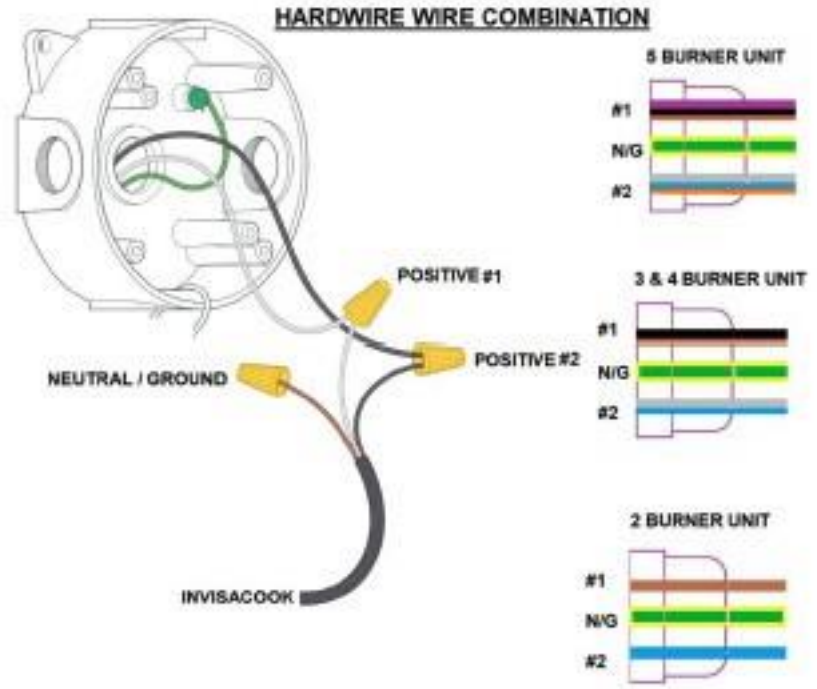 HARDWIRE WIRE COMBINATION
5 BURNER UNIT
#1
N/G
#2
POSITIVE #1
POSITIVE #2
NEUTRAL / GROUND
INVISACOOK
3 & 4 BURNER UNIT
#1
N/G
#2
2 BURNER UNIT
#1
N/G
#2